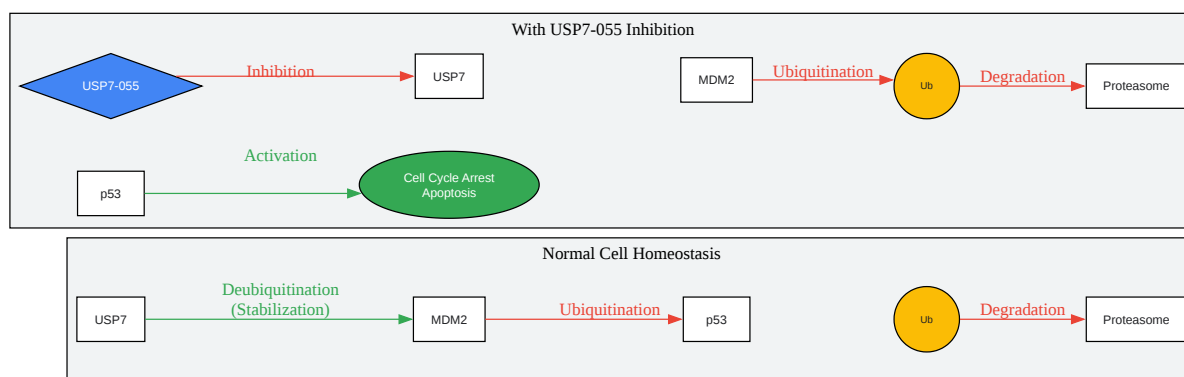 With USP7-055 Inhibition
USP7-055
Inhibition
USP7
MDM2
Ubiquitination
Ub
Degradation
Proteasome
Activation
p53
Cell Cycle Arrest
Apoptosis
Normal Cell Homeostasis
USP7
Deubiquitination
(Stabilization)
MDM2
Ubiquitination
p53
Ub
Degradation
Proteasome